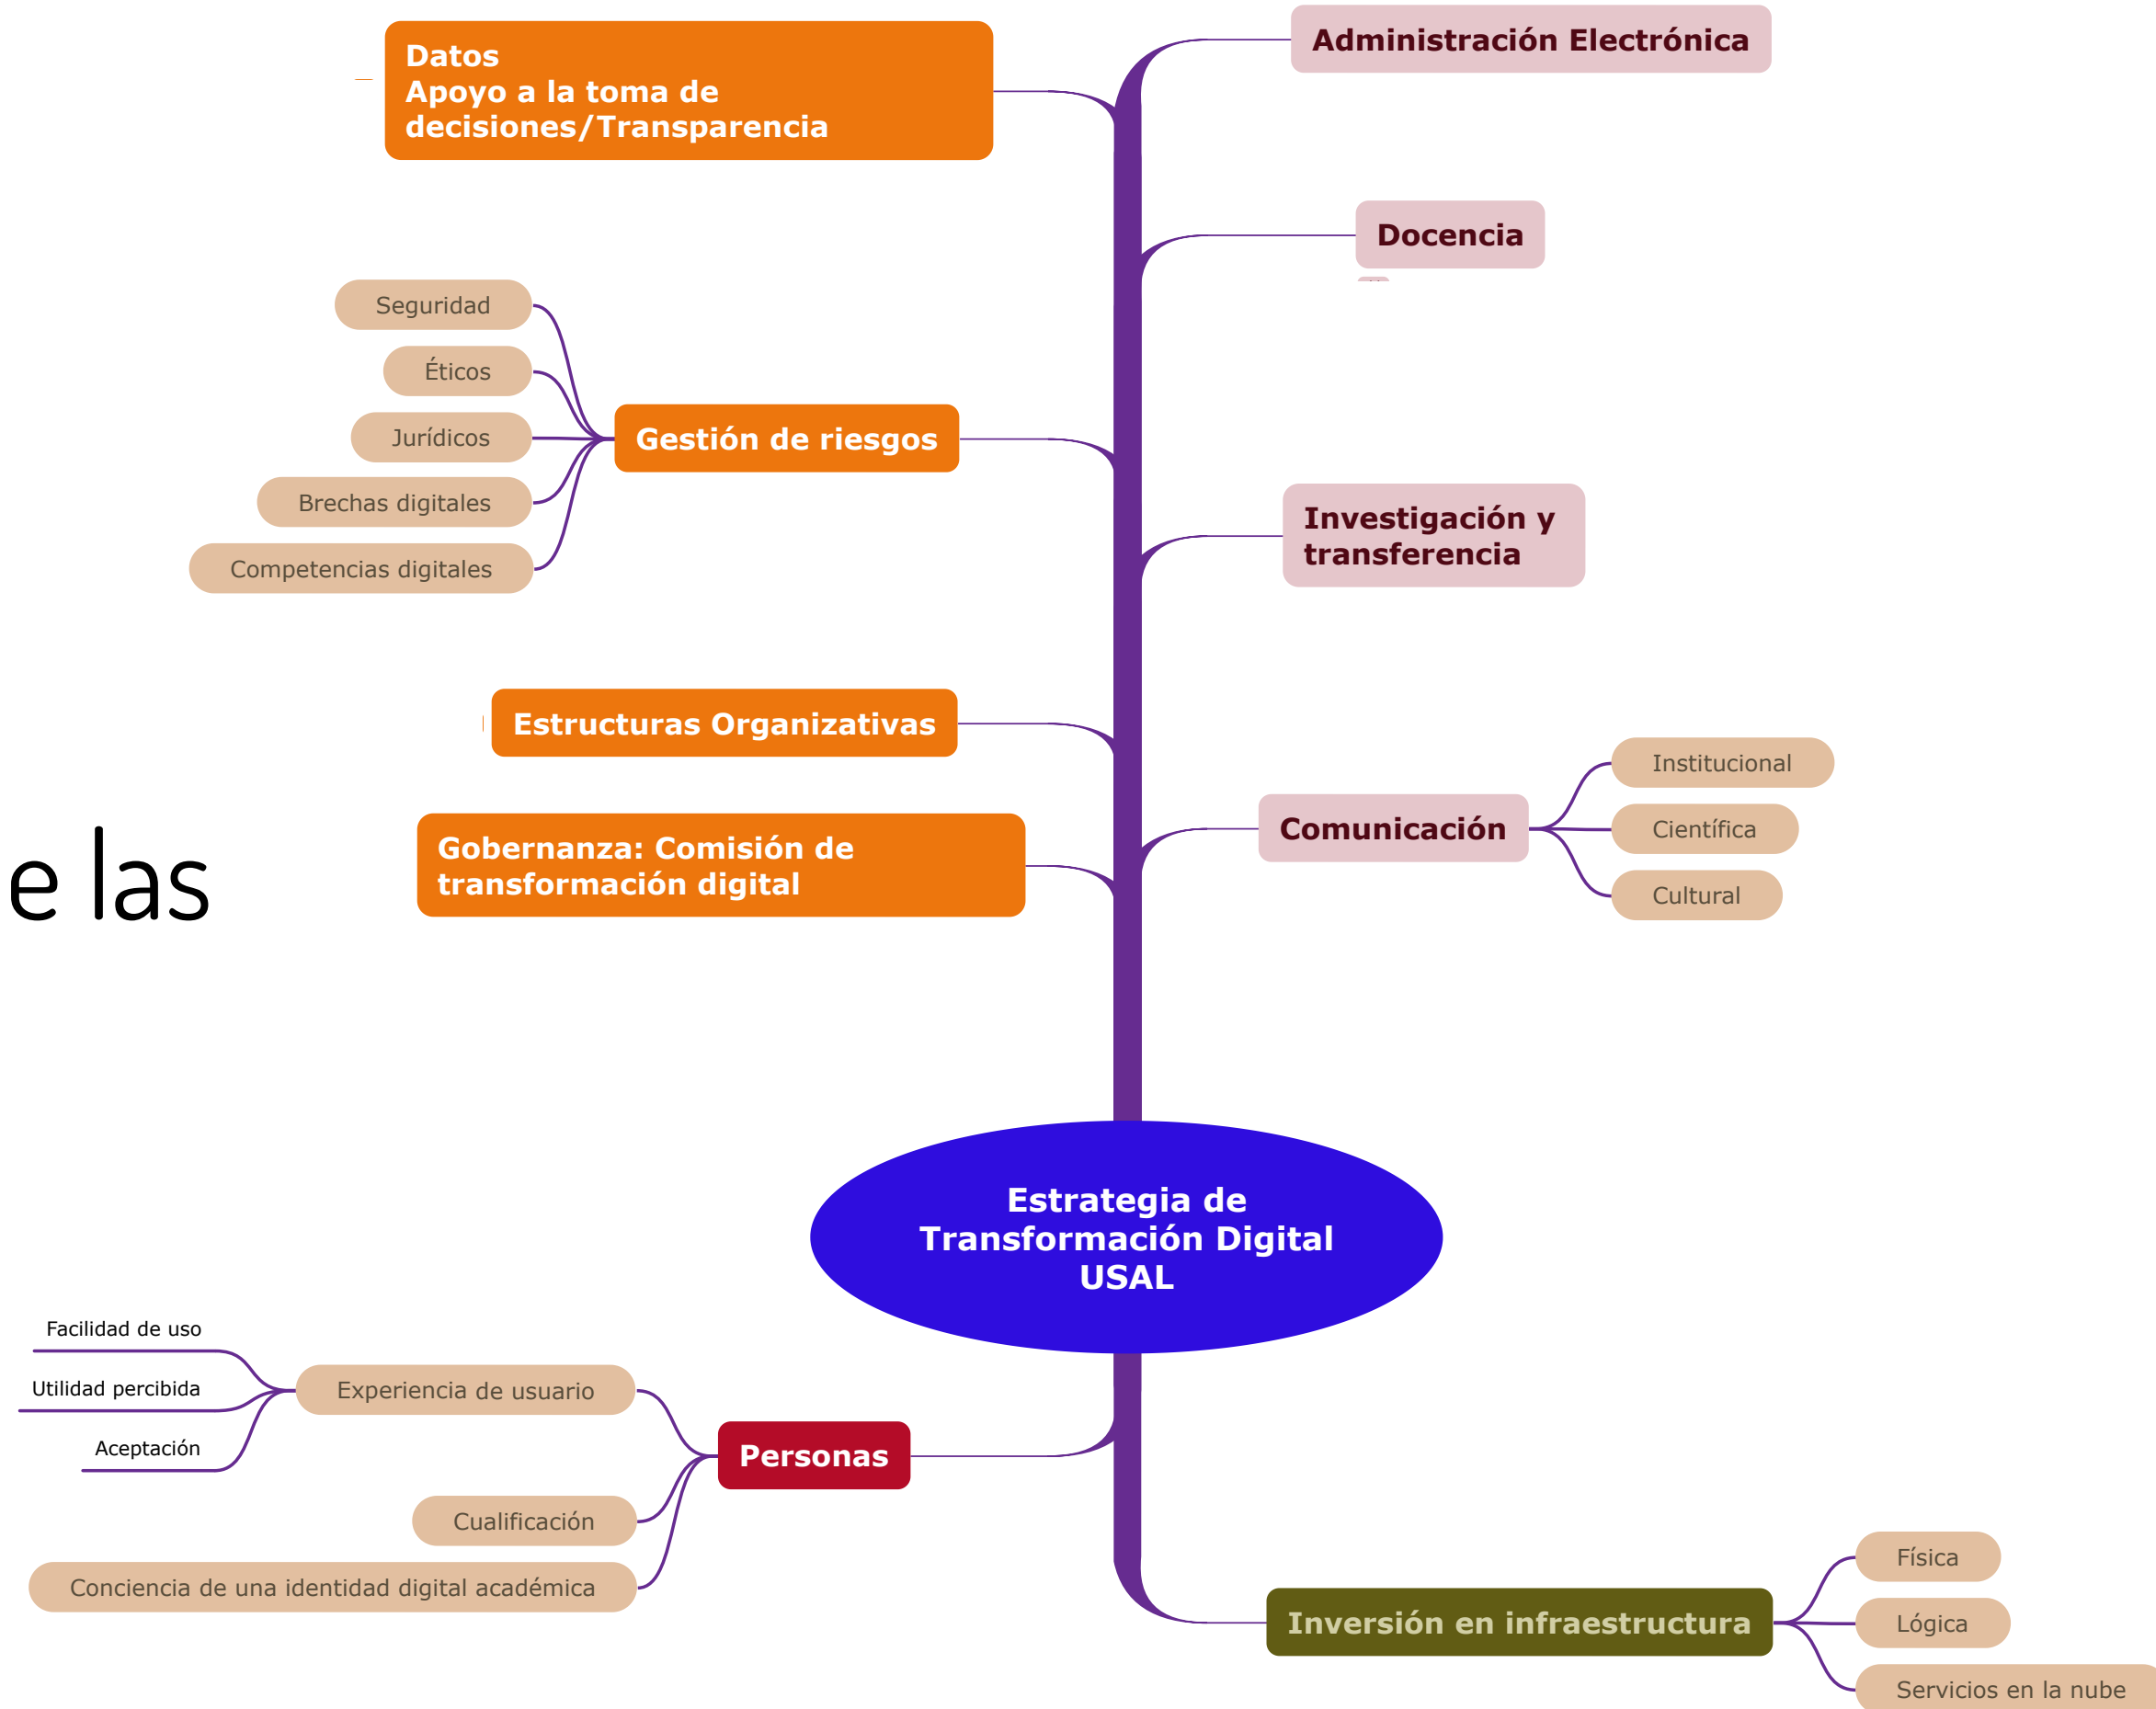 Datos
Apoyo a la toma de
decisiones/Transparencia
Seguridad
Éticos
Jurídicos
Brechas digitales
Competencias digitales
Gestión de riesgos
Estructuras Organizativas
Gobernanza: Comisión de
transformación digital
e las
Administración Electrónica
Docencia
Investigación y
transferencia
Comunicación
Institucional
Científica
Cultural
Estrategia de
Transformación Digital
USAL
Facilidad de uso
Utilidad percibida
Aceptación
Experiencia de usuario
Personas
Cualificación
Conciencia de una identidad digital académica
Inversión en infraestructura
Física
Lógica
Servicios en la nube